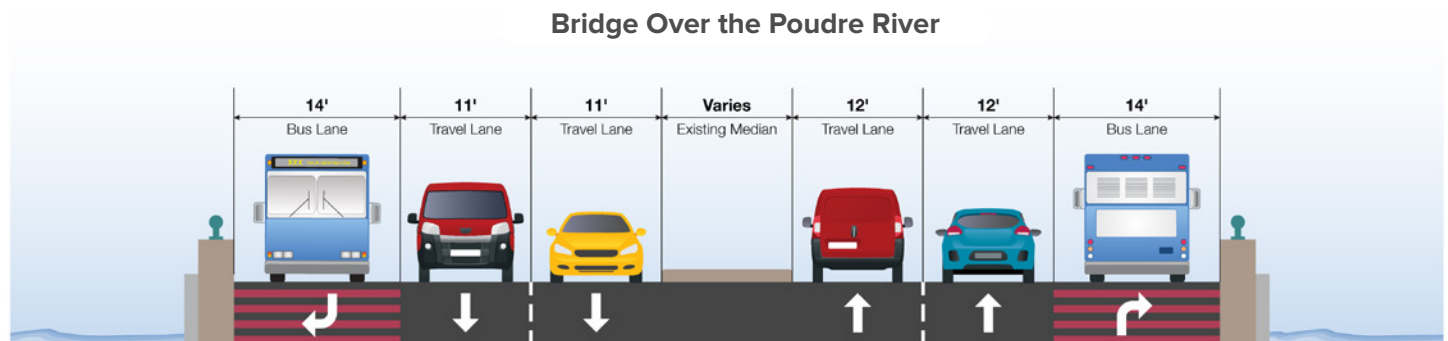 Bridge Over the Poudre River
14' 11' 11' Varies 12' 12' 14'
Bus Lane Travel Lane Travel Lane Existing Median Travel Lane Travel Lane Bus Lane